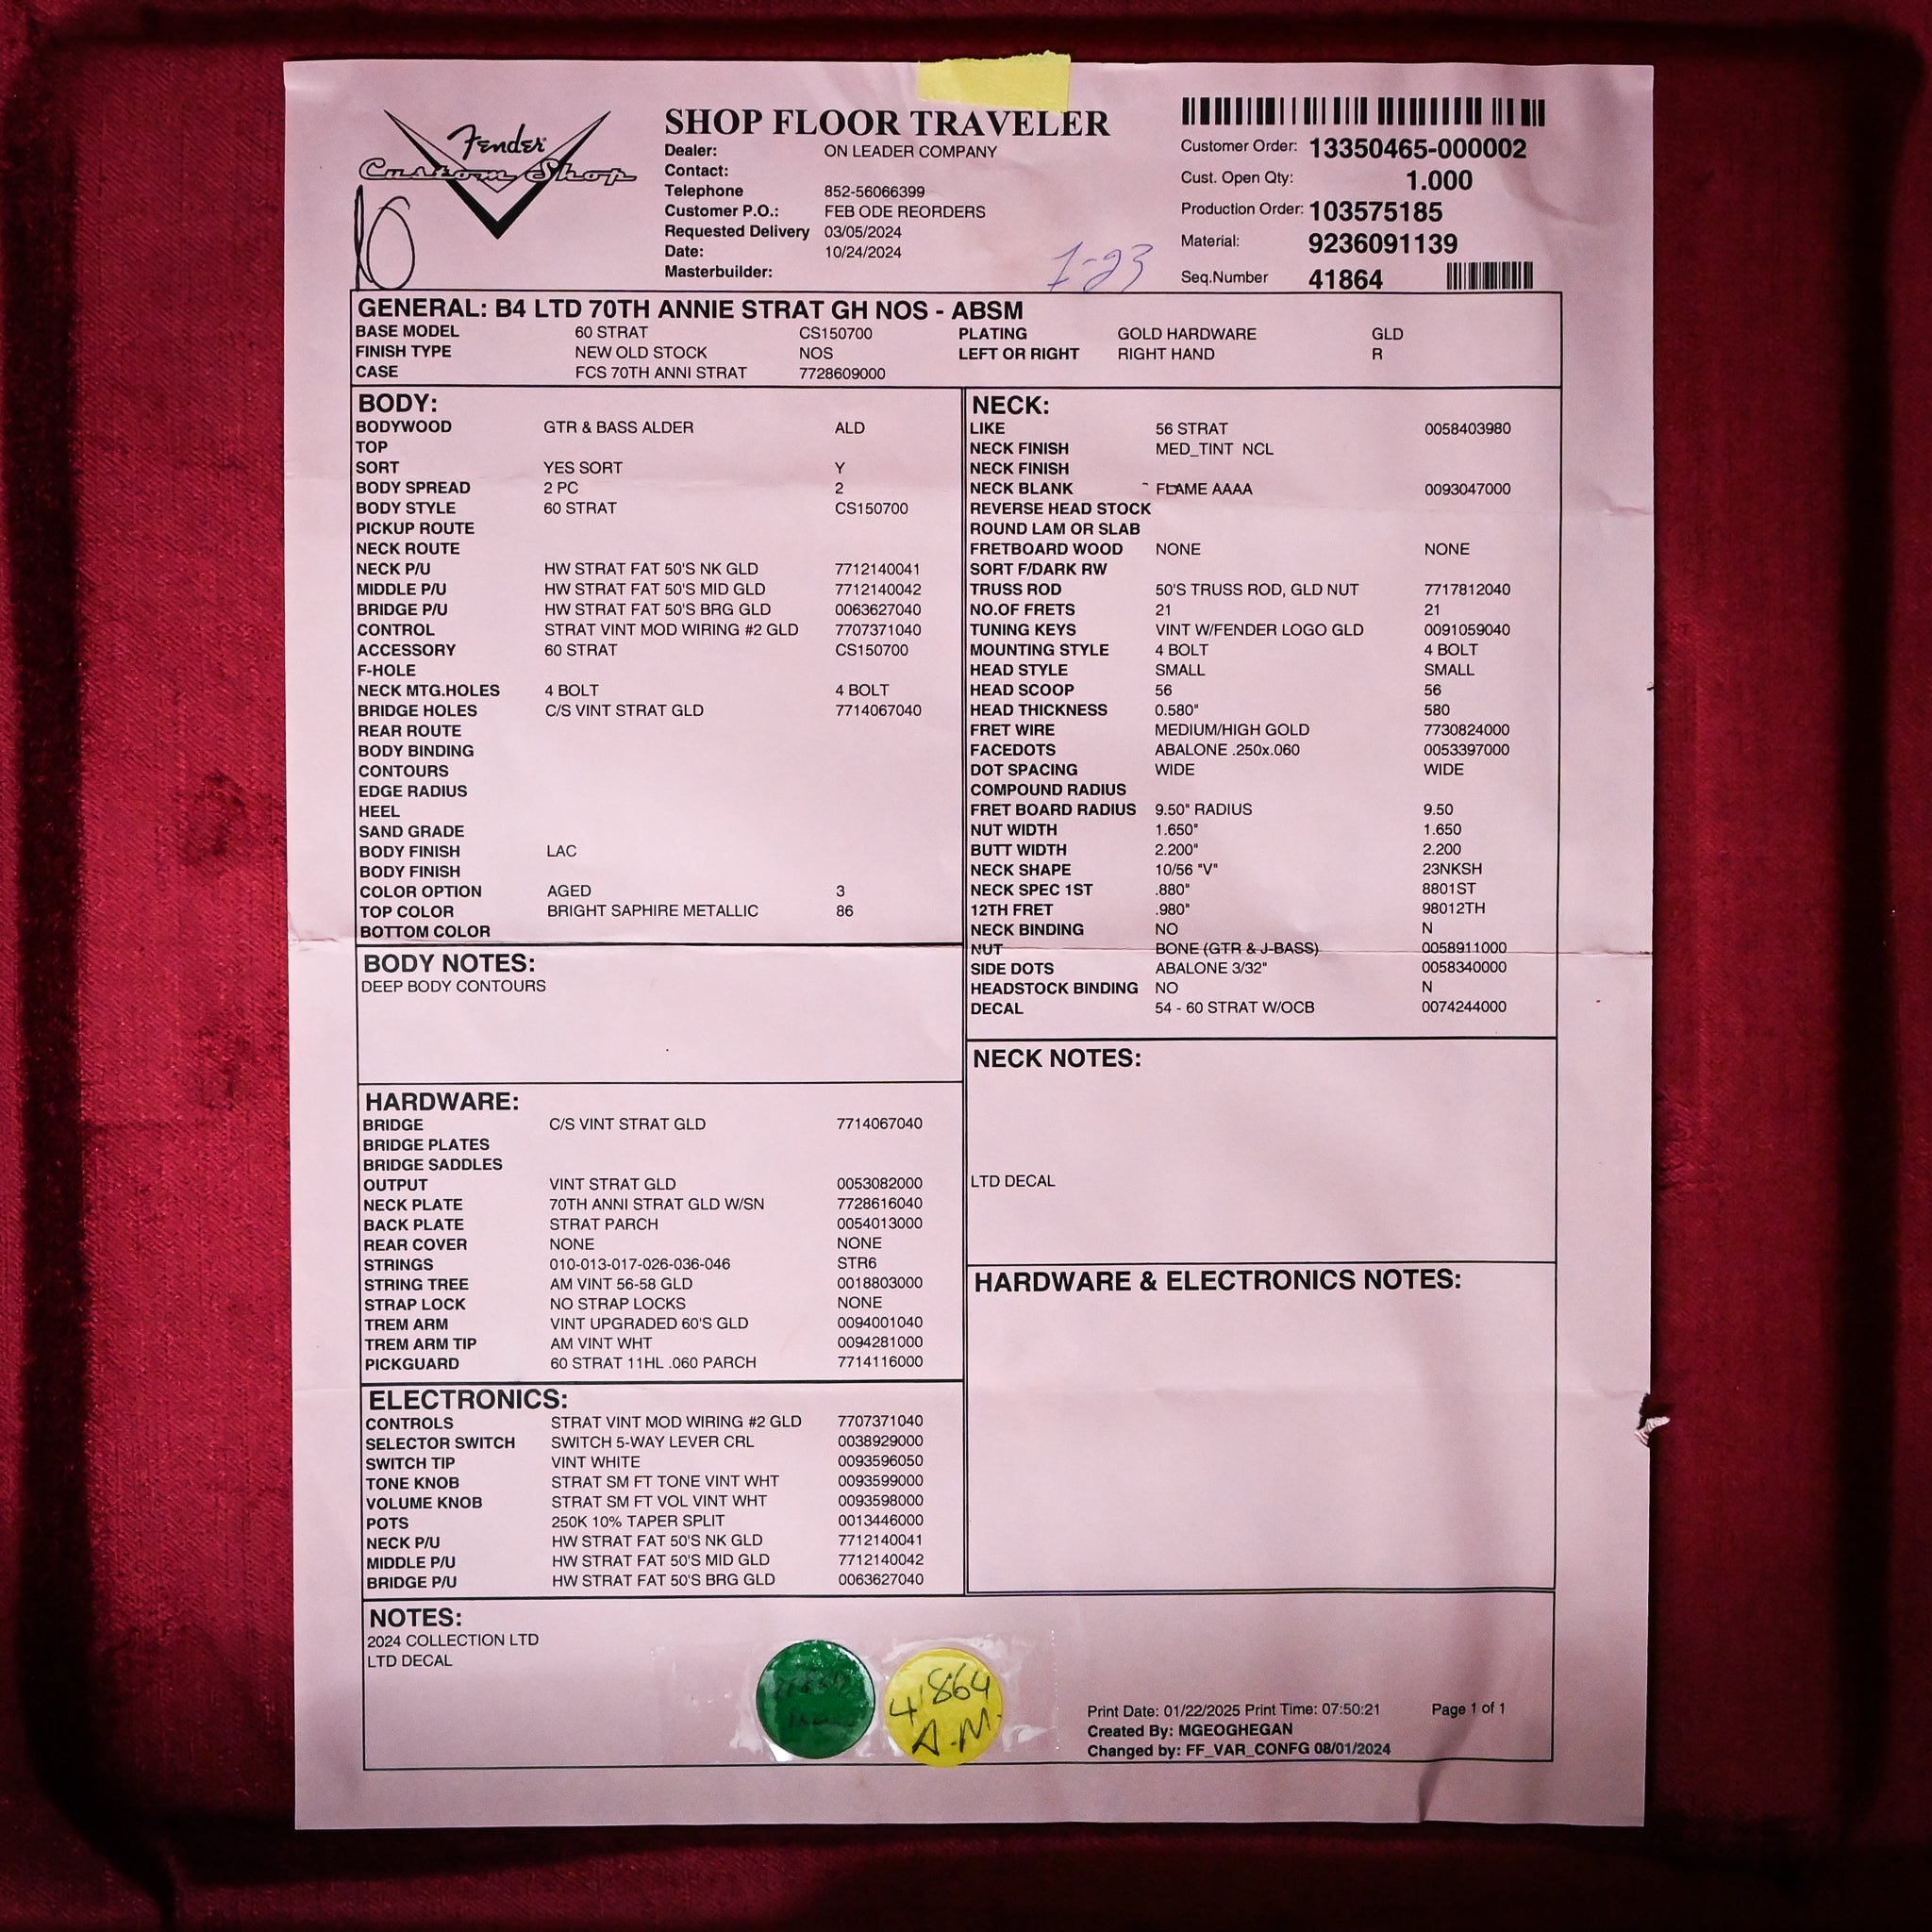 Fender
Custom Shop
SHOP FLOOR TRAVELER
Dealer: ON LEADER COMPANY
Contact:
Telephone 852-56066399
Customer P.O.: FEB ODE REORDERS
Requested Delivery 03/05/2024
Date: 10/24/2024
Masterbuilder:
1-23
Customer Order: 13350465-000002
Cust. Open Qty: 1.000
Production Order: 103575185
Material: 9236091139
Seq.Number 41864
GENERAL: B4 LTD 70TH ANNIE STRAT GH NOS - ABSM
BASE MODEL 60 STRAT CS150700 PLATING GOLD HARDWARE GLD
FINISH TYPE NEW OLD STOCK NOS LEFT OR RIGHT RIGHT HAND R
CASE FCS 70TH ANNI STRAT 7728609000
BODY:
BODYWOOD GTR & BASS ALDER ALD
TOP
SORT YES SORT Y
BODY SPREAD 2 PC 2
BODY STYLE 60 STRAT CS150700
PICKUP ROUTE
NECK ROUTE
NECK P/U HW STRAT FAT 50'S NK GLD 7712140041
MIDDLE P/U HW STRAT FAT 50'S MID GLD 7712140042
BRIDGE P/U HW STRAT FAT 50'S BRG GLD 0063627040
CONTROL STRAT VINT MOD WIRING #2 GLD 7707371040
ACCESSORY 60 STRAT CS150700
F-HOLE
NECK MTG.HOLES 4 BOLT 4 BOLT
BRIDGE HOLES C/S VINT STRAT GLD 7714067040
REAR ROUTE
BODY BINDING
CONTOURS
EDGE RADIUS
HEEL
SAND GRADE
BODY FINISH LAC
BODY FINISH
COLOR OPTION AGED 3
TOP COLOR BRIGHT SAPHIRE METALLIC 86
BOTTOM COLOR
BODY NOTES:
DEEP BODY CONTOURS
HARDWARE:
BRIDGE C/S VINT STRAT GLD 7714067040
BRIDGE PLATES
BRIDGE SADDLES
OUTPUT VINT STRAT GLD 0053082000
NECK PLATE 70TH ANNI STRAT GLD W/SN 7728616040
BACK PLATE STRAT PARCH 0054013000
REAR COVER NONE NONE
STRINGS 010-013-017-026-036-046 STR6
STRING TREE AM VINT 56-58 GLD 0018803000
STRAP LOCK NO STRAP LOCKS NONE
TREM ARM VINT UPGRADED 60'S GLD 0094001040
TREM ARM TIP AM VINT WHT 0094281000
PICKGUARD 60 STRAT 11HL .060 PARCH 7714116000
ELECTRONICS:
CONTROLS STRAT VINT MOD WIRING #2 GLD 7707371040
SELECTOR SWITCH SWITCH 5-WAY LEVER CRL 0038929000
SWITCH TIP VINT WHITE 0093596050
TONE KNOB STRAT SM FT TONE VINT WHT 0093599000
VOLUME KNOB STRAT SM FT VOL VINT WHT 0093598000
POTS 250K 10% TAPER SPLIT 0013446000
NECK P/U HW STRAT FAT 50'S NK GLD 7712140041
MIDDLE P/U HW STRAT FAT 50'S MID GLD 7712140042
BRIDGE P/U HW STRAT FAT 50'S BRG GLD 0063627040
NECK:
LIKE 56 STRAT 0058403980
NECK FINISH MED_TINT NCL
NECK FINISH
NECK BLANK FLAME AAAA 0093047000
REVERSE HEAD STOCK
ROUND LAM OR SLAB
FRETBOARD WOOD NONE NONE
SORT F/DARK RW
TRUSS ROD 50'S TRUSS ROD, GLD NUT 7717812040
NO.OF FRETS 21 21
TUNING KEYS VINT W/FENDER LOGO GLD 0091059040
MOUNTING STYLE 4 BOLT 4 BOLT
HEAD STYLE SMALL SMALL
HEAD SCOOP 56 56
HEAD THICKNESS 0.580" 580
FRET WIRE MEDIUM/HIGH GOLD 7730824000
FACEDOTS ABALONE .250x.060 0053397000
DOT SPACING WIDE WIDE
COMPOUND RADIUS
FRET BOARD RADIUS 9.50" RADIUS 9.50
NUT WIDTH 1.650" 1.650
BUTT WIDTH 2.200" 2.200
NECK SHAPE 10/56 "V" 23NKSH
NECK SPEC 1ST .880" 8801ST
12TH FRET .980" 98012TH
NECK BINDING NO N
NUT BONE (GTR & J-BASS) 0058911000
SIDE DOTS ABALONE 3/32" 0058340000
HEADSTOCK BINDING NO N
DECAL 54 - 60 STRAT W/OCB 0074244000
NECK NOTES:
LTD DECAL
HARDWARE & ELECTRONICS NOTES:
NOTES:
2024 COLLECTION LTD
LTD DECAL
41864
A.M.
Print Date: 01/22/2025 Print Time: 07:50:21 Page 1 of 1
Created By: MGEOGHEGAN
Changed by: FF_VAR_CONFG 08/01/2024